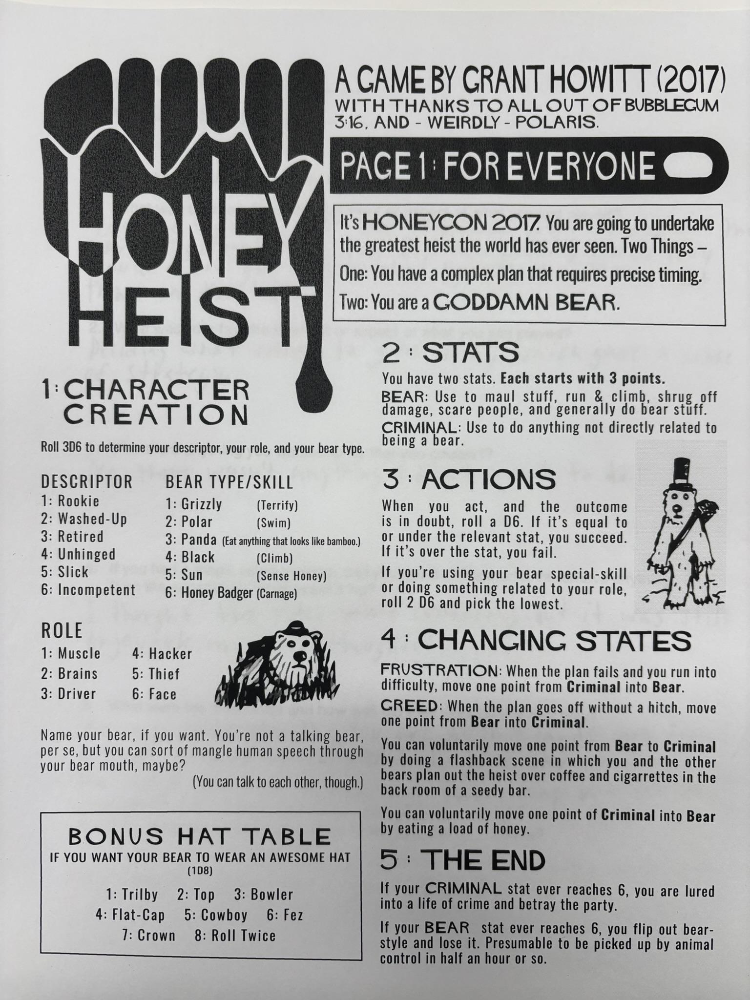 HONEY
HEIST
A GAME BY GRANT HOWITT (2017)
WITH THANKS TO ALL OUT OF BUBBLEGUM
3:16, AND - WEIRDLY - POLARIS.
PAGE 1: FOR EVERYONE
It's HONEYCON 2017. You are going to undertake
the greatest heist the world has ever seen. Two Things –
One: You have a complex plan that requires precise timing.
Two: You are a GODDAMN BEAR.
1: CHARACTER
CREATION
Roll 3D6 to determine your descriptor, your role, and your bear type.
DESCRIPTOR
1: Rookie
2: Washed-Up
3: Retired
4: Unhinged
5: Slick
6: Incompetent
BEAR TYPE/SKILL
1: Grizzly (Terrify)
2: Polar (Swim)
3: Panda (Eat anything that looks like bamboo.)
4: Black (Climb)
5: Sun (Sense Honey)
6: Honey Badger (Carnage)
ROLE
1: Muscle 4: Hacker
2: Brains 5: Thief
3: Driver 6: Face
Name your bear, if you want. You're not a talking bear,
per se, but you can sort of mangle human speech through
your bear mouth, maybe?
(You can talk to each other, though.)
BONUS HAT TABLE
IF YOU WANT YOUR BEAR TO WEAR AN AWESOME HAT
(1D8)
1: Trilby 2: Top 3: Bowler
4: Flat-Cap 5: Cowboy 6: Fez
7: Crown 8: Roll Twice
2: STATS
You have two stats. Each starts with 3 points.
BEAR: Use to maul stuff, run & climb, shrug off
damage, scare people, and generally do bear stuff.
CRIMINAL: Use to do anything not directly related to
being a bear.
3: ACTIONS
When you act, and the outcome
is in doubt, roll a D6. If it's equal to
or under the relevant stat, you succeed.
If it's over the stat, you fail.
If you're using your bear special-skill
or doing something related to your role,
roll 2 D6 and pick the lowest.
4: CHANGING STATES
FRUSTRATION: When the plan fails and you run into
difficulty, move one point from Criminal into Bear.
GREED: When the plan goes off without a hitch, move
one point from Bear into Criminal.
You can voluntarily move one point from Bear to Criminal
by doing a flashback scene in which you and the other
bears plan out the heist over coffee and cigarrettes in the
back room of a seedy bar.
You can voluntarily move one point of Criminal into Bear
by eating a load of honey.
5: THE END
If your CRIMINAL stat ever reaches 6, you are lured
into a life of crime and betray the party.
If your BEAR stat ever reaches 6, you flip out bear-
style and lose it. Presumable to be picked up by animal
control in half an hour or so.